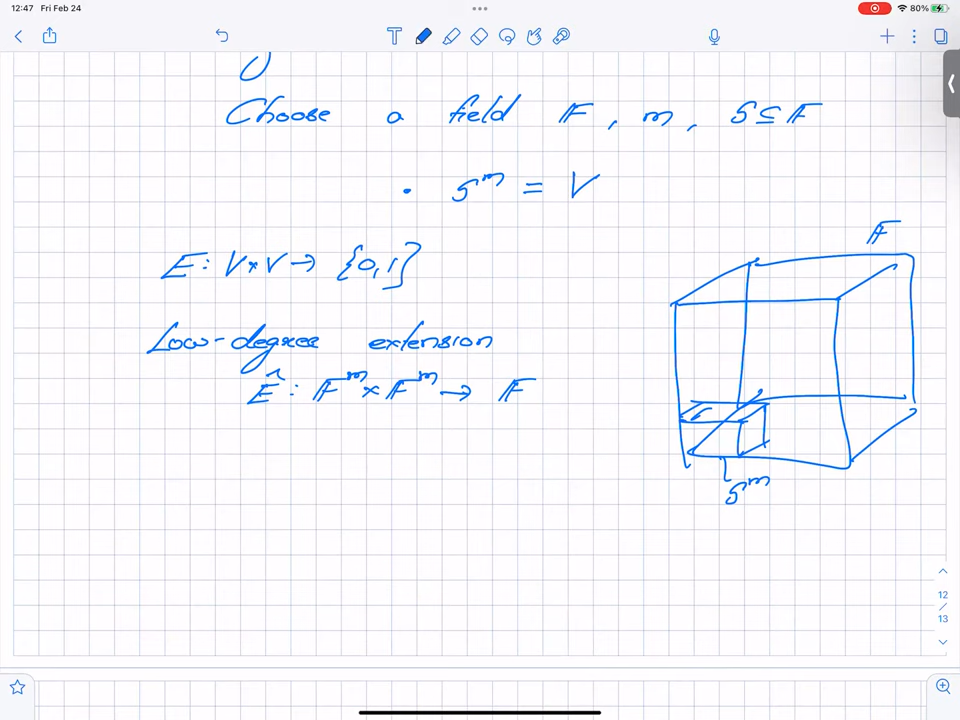 12:47 Fri Feb 24
80%
Choose a field 𝔽, m, S ⊆ 𝔽
· S^m = V
E: V × V → {0,1}
𝔽
Low-degree extension
Ê: 𝔽^m × 𝔽^m → 𝔽
S^m
12
/
13